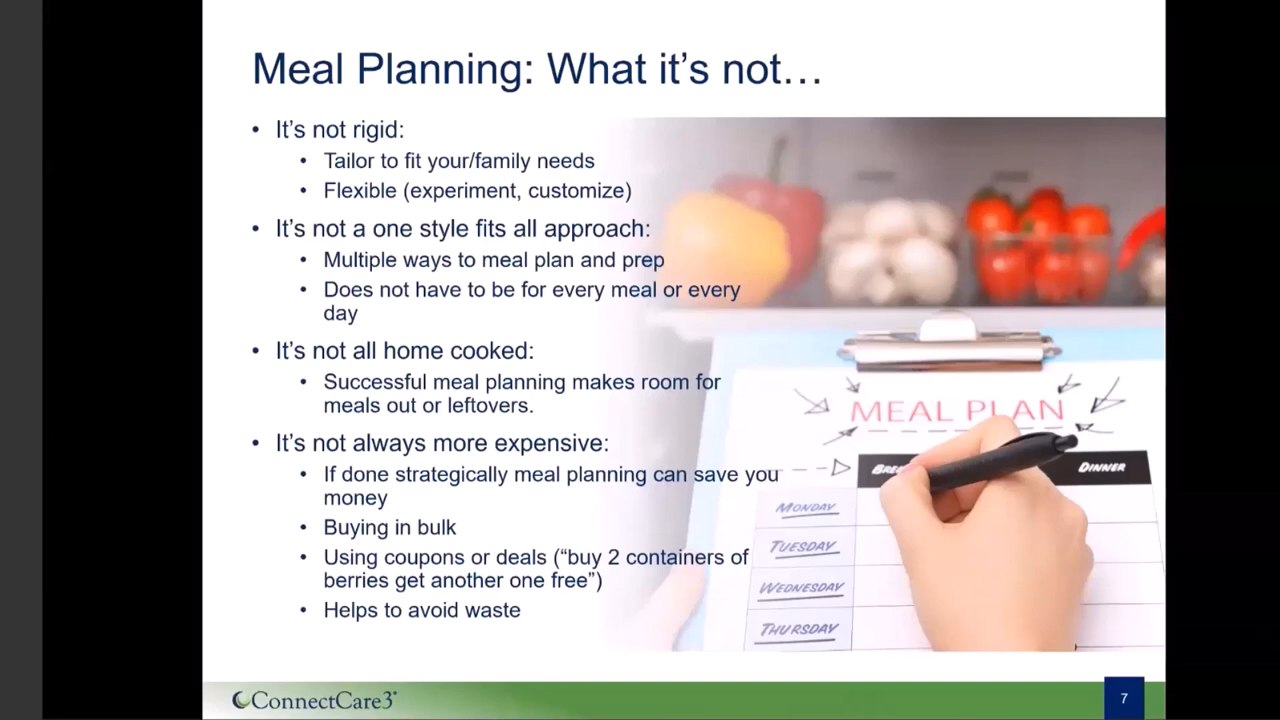 Meal Planning: What it's not…
• It's not rigid:
• Tailor to fit your/family needs
• Flexible (experiment, customize)
• It's not a one style fits all approach:
• Multiple ways to meal plan and prep
• Does not have to be for every meal or every
day
• It's not all home cooked:
• Successful meal planning makes room for
meals out or leftovers.
• It's not always more expensive:
• If done strategically meal planning can save you
money
• Buying in bulk
• Using coupons or deals (“buy 2 containers of
berries get another one free”)
• Helps to avoid waste
MEAL PLAN
DINNER
MONDAY
TUESDAY
WEDNESDAY
THURSDAY
ConnectCare3
7